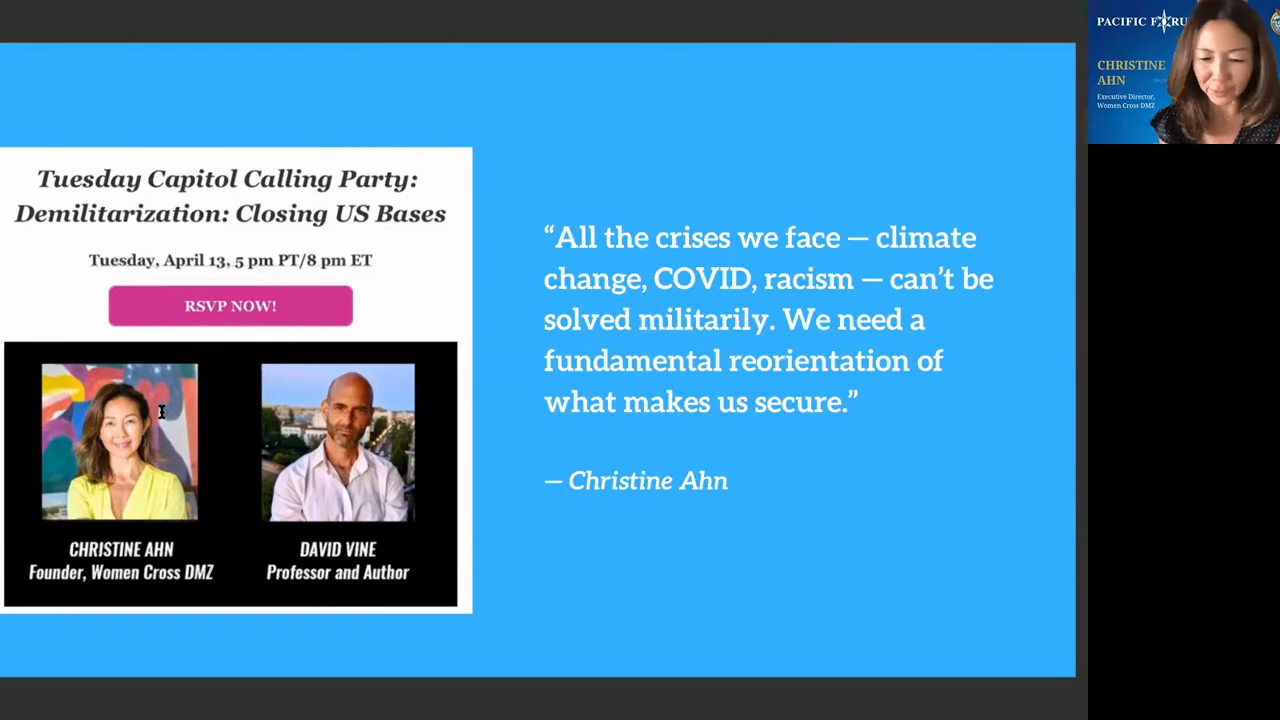 Tuesday Capitol Calling Party:
Demilitarization: Closing US Bases
Tuesday, April 13, 5 pm PT/8 pm ET
RSVP NOW!
CHRISTINE AHN
Founder, Women Cross DMZ
DAVID VINE
Professor and Author
“All the crises we face — climate
change, COVID, racism — can’t be
solved militarily. We need a
fundamental reorientation of
what makes us secure.”
— Christine Ahn
PACIFIC FORU
CHRISTINE
AHN
Executive Director,
Women Cross DMZ